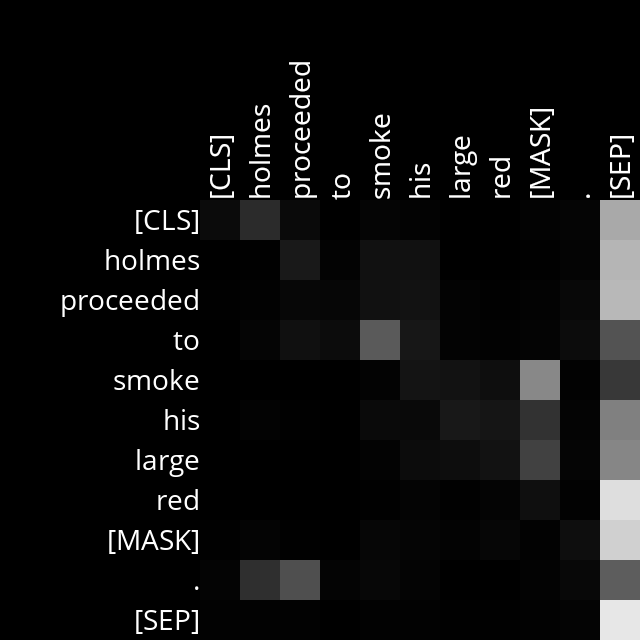 [CLS]
holmes
proceeded
to
smoke
his
large
red
[MASK]
.
[SEP]
[CLS]
holmes
proceeded
to
smoke
his
large
red
[MASK]
.
[SEP]